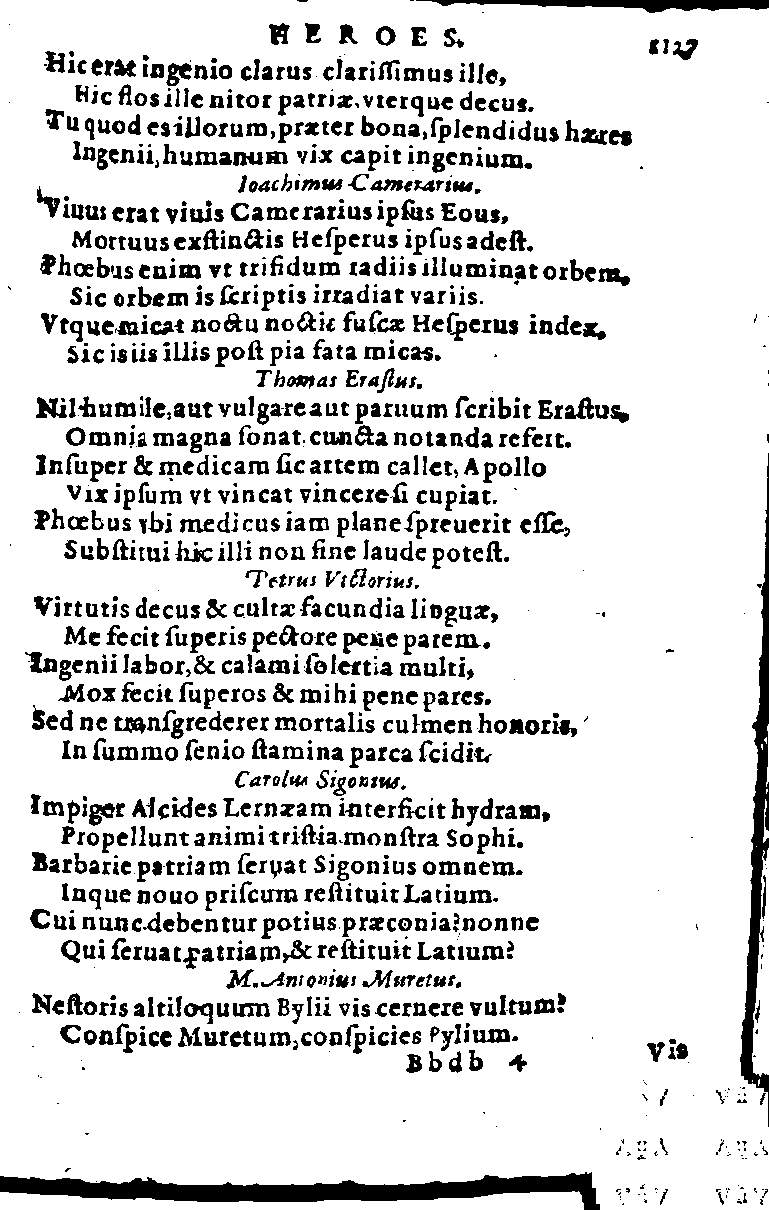 HEROES. 1127
Hic erat ingenio clarus clariſſimus ille,
Hic flos ille nitor patriæ, vterque decus.
Tu quod es illorum, præter bona, ſplendidus hæres
Ingenii, humanum vix capit ingenium.
Ioachimus Camerarius.
Viuus erat viuis Camerarius ipſus Eous,
Mortuus exſtinctis Heſperus ipſus adeſt.
Phœbus enim vt trifidum radiis illuminat orbem,
Sic orbem is ſcriptis irradiat variis.
Vtque micat noctu noctis fuſcæ Heſperus index,
Sic is iis illis poſt pia fata micas.
Thomas Eraſtus.
Nil humile, aut vulgare aut paruum ſcribit Eraſtus,
Omnia magna ſonat, cuncta notanda refert.
Inſuper & medicam ſic artem callet, Apollo
Vix ipſum vt vincat vincere ſi cupiat.
Phœbus vbi medicus iam plane ſpreuerit eſſe,
Subſtitui hic illi non ſine laude poteſt.
Petrus Victorius.
Virtutis decus & cultæ facundia linguæ,
Me fecit ſuperis pectore pene parem.
Ingenii labor, & calami ſolertia multi,
Mox fecit ſuperos & mihi pene pares.
Sed ne tranſgrederer mortalis culmen honoris,
In ſummo ſenio ſtamina parca ſcidit.
Carolus Sigonius.
Impiger Alcides Lernæam interficit hydram,
Propellunt animi triſtia monſtra Sophi.
Barbarie patriam ſeruat Sigonius omnem.
Inque nouo priſcum reſtituit Latium.
Cui nunc debentur potius præconia? nonne
Qui ſeruat patriam, & reſtituit Latium?
M. Antonius Muretus.
Neſtoris altiloquum Bylii vis cernere vultum?
Conſpice Muretum, conſpicies Pylium.
Bbdb 4 Vis